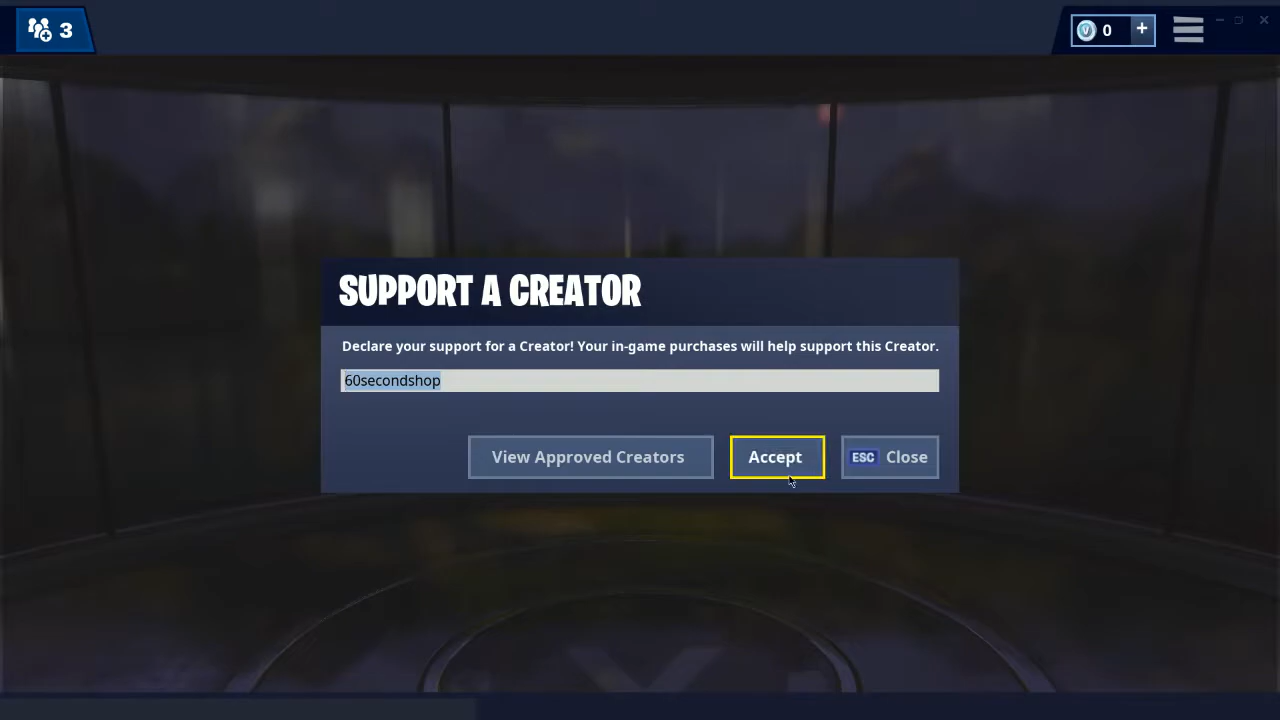 3
0 +
SUPPORT A CREATOR
Declare your support for a Creator! Your in-game purchases will help support this Creator.
60secondshop
View Approved Creators
Accept
ESC Close